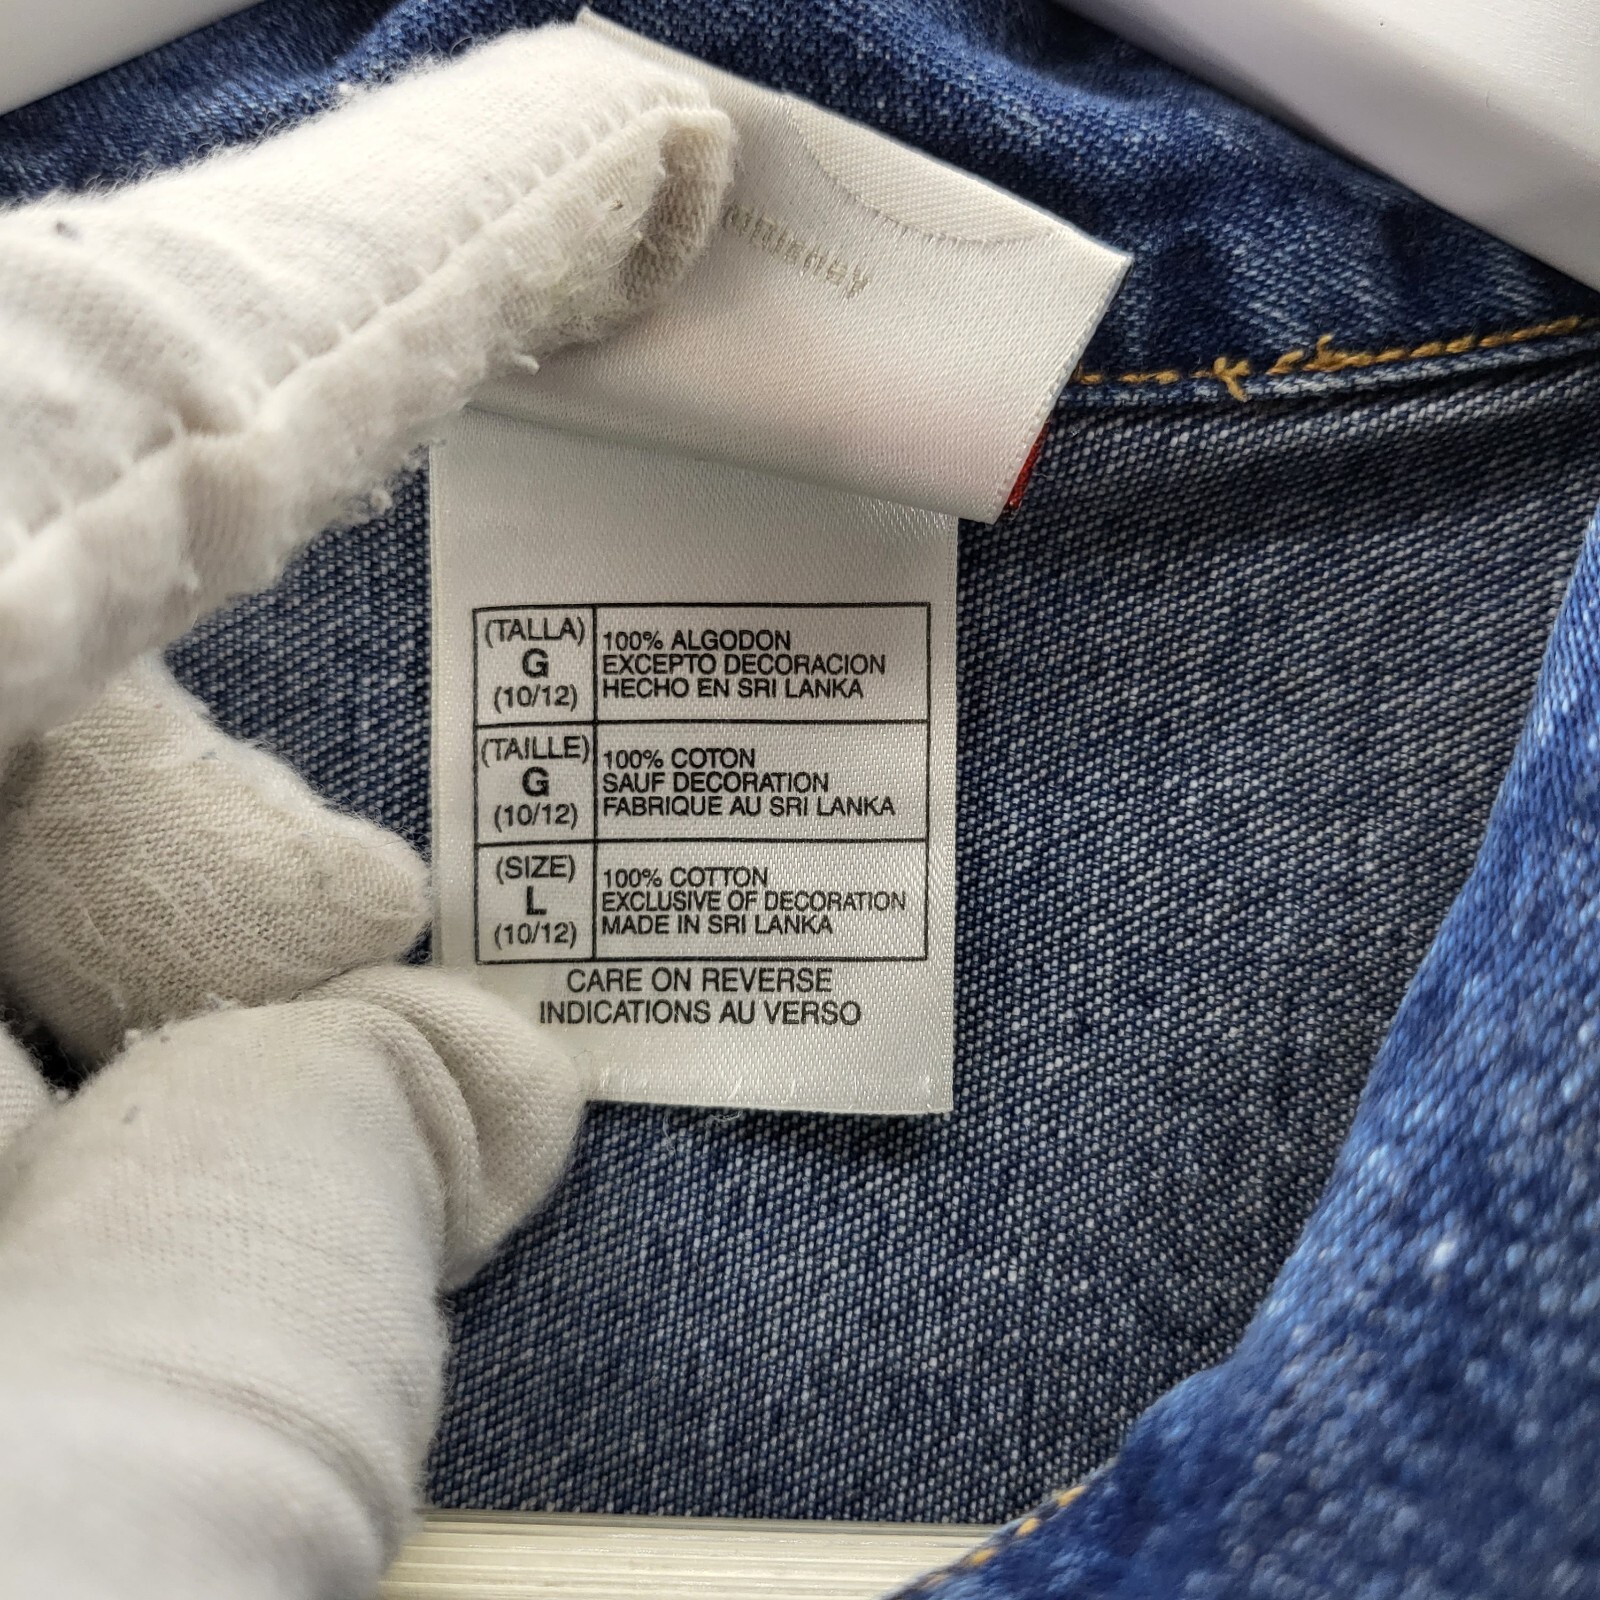 (TALLA)
G
(10/12)
100% ALGODON
EXCEPTO DECORACION
HECHO EN SRI LANKA
(TAILLE)
G
(10/12)
100% COTON
SAUF DECORATION
FABRIQUE AU SRI LANKA
(SIZE)
L
(10/12)
100% COTTON
EXCLUSIVE OF DECORATION
MADE IN SRI LANKA
CARE ON REVERSE
INDICATIONS AU VERSO